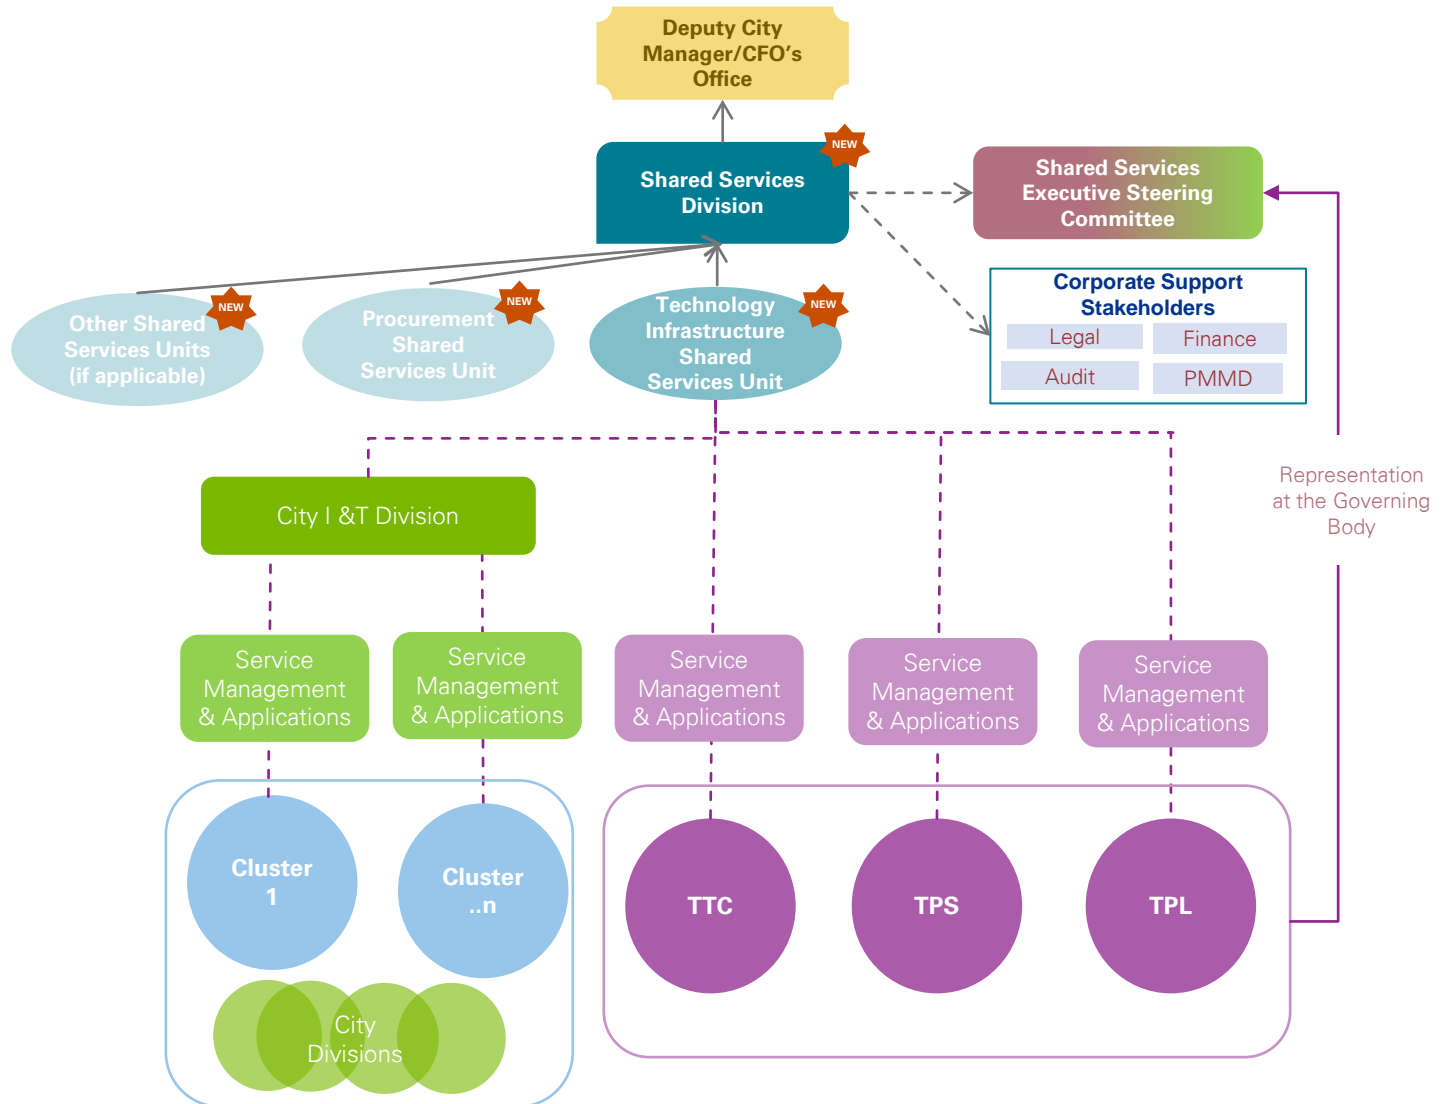 Deputy City
Manager/CFO's
Office
NEW
Shared Services
Division
Shared Services
Executive Steering
Committee
Corporate Support
Stakeholders
Legal
Finance
Audit
PMMD
NEW
Other Shared
Services Units
(if applicable)
NEW
Procurement
Shared
Services Unit
NEW
Technology
Infrastructure
Shared
Services Unit
Representation
at the Governing
Body
City I &T Division
Service
Management
& Applications
Service
Management
& Applications
Service
Management
& Applications
Service
Management
& Applications
Service
Management
& Applications
Cluster
1
Cluster
..n
TTC
TPS
TPL
City
Divisions